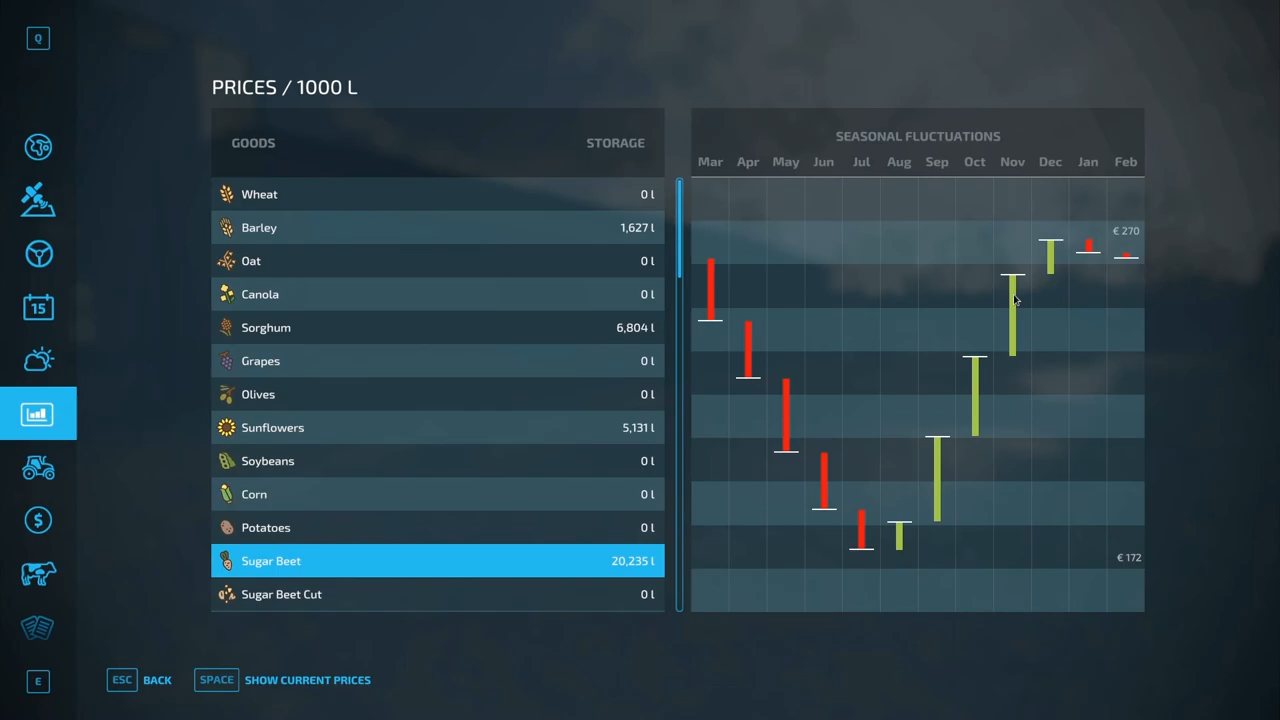 Q
PRICES / 1000 L
GOODS STORAGE
Wheat 0 l
Barley 1,627 l
Oat 0 l
Canola 0 l
Sorghum 6,804 l
Grapes 0 l
Olives 0 l
Sunflowers 5,131 l
Soybeans 0 l
Corn 0 l
Potatoes 0 l
Sugar Beet 20,235 l
Sugar Beet Cut 0 l
SEASONAL FLUCTUATIONS
Mar Apr May Jun Jul Aug Sep Oct Nov Dec Jan Feb
€ 270
€ 172
15
$
E
ESC BACK SPACE SHOW CURRENT PRICES